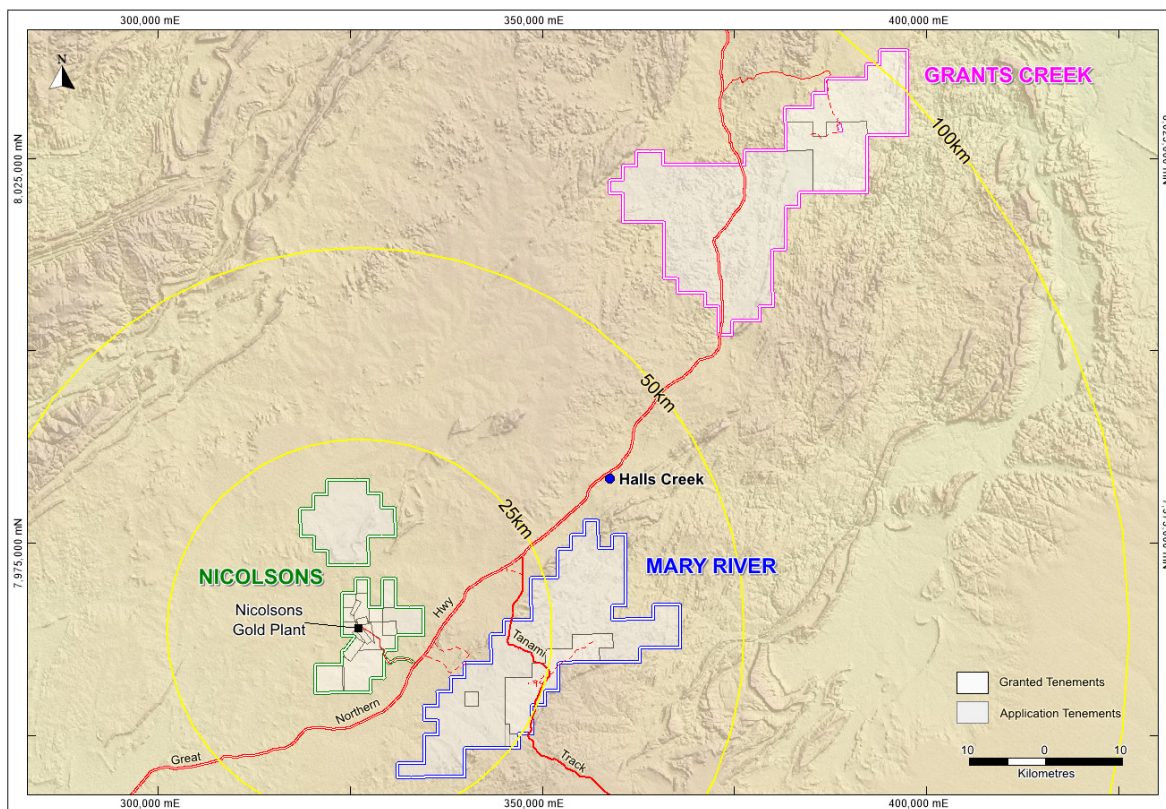 300,000 mE
350,000 mE
400,000 mE
N
GRANTS CREEK
100km
8,025,000 mN
50km
Halls Creek
25km
7,975,000 mN
NICOLSONS
MARY RIVER
Nicolsons
Gold Plant
Hwy
Tanami
Northern
Great
Track
Granted Tenements
Application Tenements
10 0 10
Kilometres
300,000 mE
350,000 mE
400,000 mE